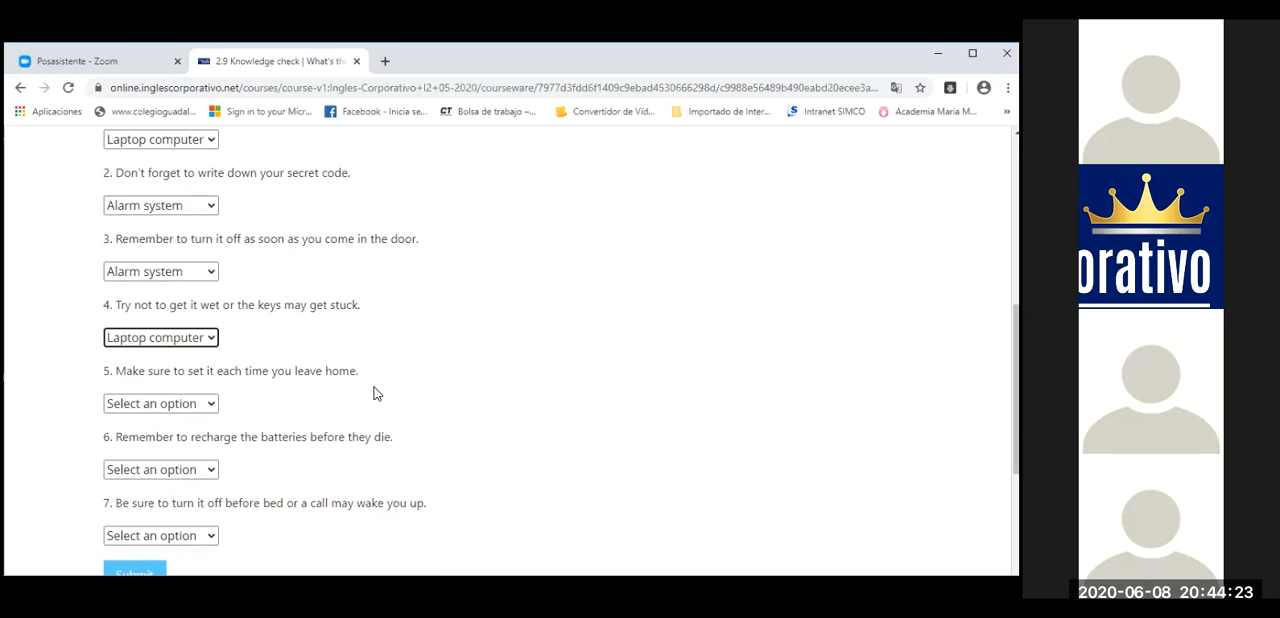 Posasistente - Zoom
2.9 Knowledge check | What's thi
online.inglescorporativo.net/courses/course-v1:Ingles-Corporativo+I2+05-2020/courseware/7977d3fdd6f1409c9ebad4530666298d/c9988e56489b490eabd20ecee3a...
Aplicaciones
www.colegioguadal...
Sign in to your Micr...
Facebook - Inicia se...
CT Bolsa de trabajo –...
Convertidor de Víd...
Importado de Inter...
Intranet SIMCO
Academia Maria M...
»
Laptop computer
2. Don't forget to write down your secret code.
Alarm system
3. Remember to turn it off as soon as you come in the door.
Alarm system
4. Try not to get it wet or the keys may get stuck.
Laptop computer
5. Make sure to set it each time you leave home.
Select an option
6. Remember to recharge the batteries before they die.
Select an option
7. Be sure to turn it off before bed or a call may wake you up.
Select an option
Submit
orativo
2020-06-08 20:44:23